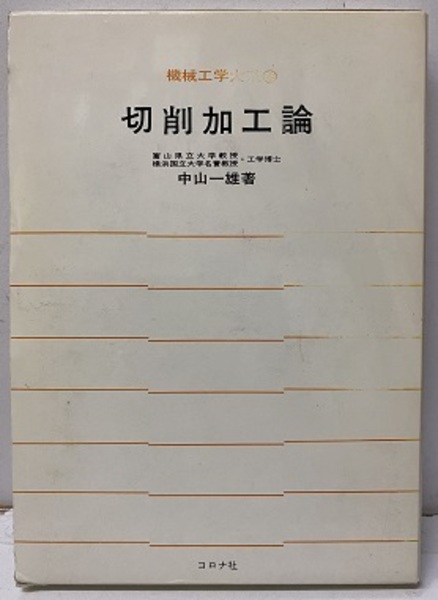 機械工学大系
切削加工論
富山県立大学教授
横浜国立大学名誉教授・工学博士
中山一雄著
コロナ社